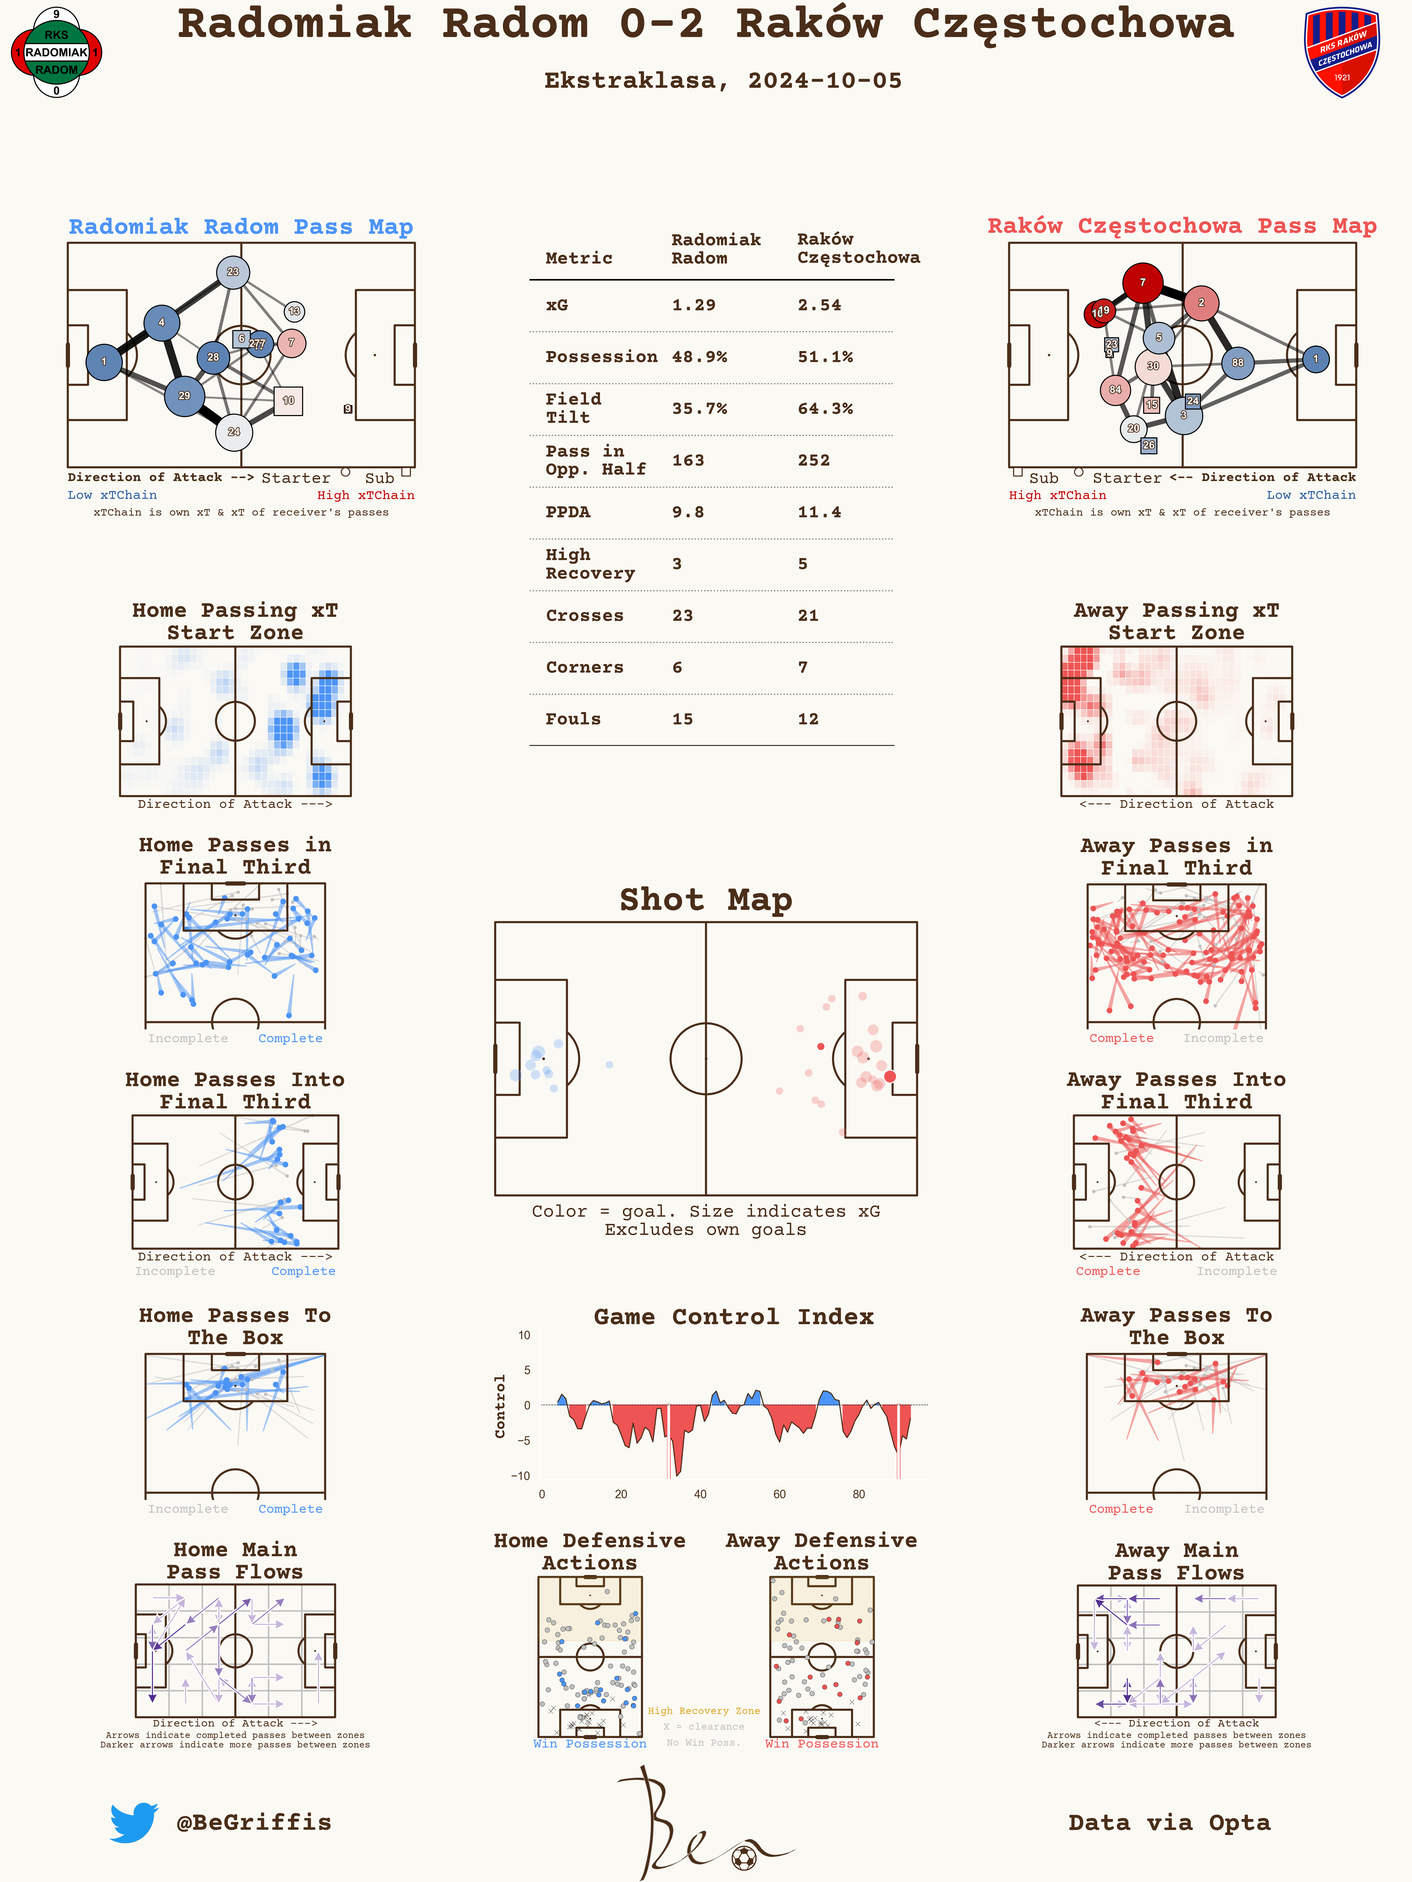 Radomiak Radom 0-2 Raków Częstochowa
Ekstraklasa, 2024-10-05
9
RKS
1 RADOMIAK 1
RADOM
0
RKS RAKÓW
CZĘSTOCHOWA
1921
Radomiak Radom Pass Map
23
13
4
6
7
1
28
29
10
9
24
Direction of Attack --> Starter Sub
Low xTChain High xTChain
xTChain is own xT & xT of receiver's passes
Metric Radomiak Radom Raków Częstochowa
xG 1.29 2.54
Possession 48.9% 51.1%
Field Tilt 35.7% 64.3%
Pass in Opp. Half 163 252
PPDA 9.8 11.4
High Recovery 3 5
Crosses 23 21
Corners 6 7
Fouls 15 12
Raków Częstochowa Pass Map
7
2
19
5
23
9
88
1
30
84
15
24
3
20
26
Sub Starter <-- Direction of Attack
High xTChain Low xTChain
xTChain is own xT & xT of receiver's passes
Home Passing xT
Start Zone
Direction of Attack --->
Away Passing xT
Start Zone
<--- Direction of Attack
Home Passes in
Final Third
Incomplete Complete
Away Passes in
Final Third
Complete Incomplete
Shot Map
Color = goal. Size indicates xG
Excludes own goals
Home Passes Into
Final Third
Direction of Attack --->
Incomplete Complete
Away Passes Into
Final Third
<--- Direction of Attack
Complete Incomplete
Home Passes To
The Box
Incomplete Complete
Game Control Index
Control
10
5
0
−5
−10
0 20 40 60 80
Away Passes To
The Box
Complete Incomplete
Home Main
Pass Flows
Direction of Attack --->
Arrows indicate completed passes between zones
Darker arrows indicate more passes between zones
Home Defensive
Actions
Win Possession
High Recovery Zone
X = clearance
No Win Poss.
Away Defensive
Actions
Win Possession
Away Main
Pass Flows
<--- Direction of Attack
Arrows indicate completed passes between zones
Darker arrows indicate more passes between zones
@BeGriffis
Ben
Data via Opta